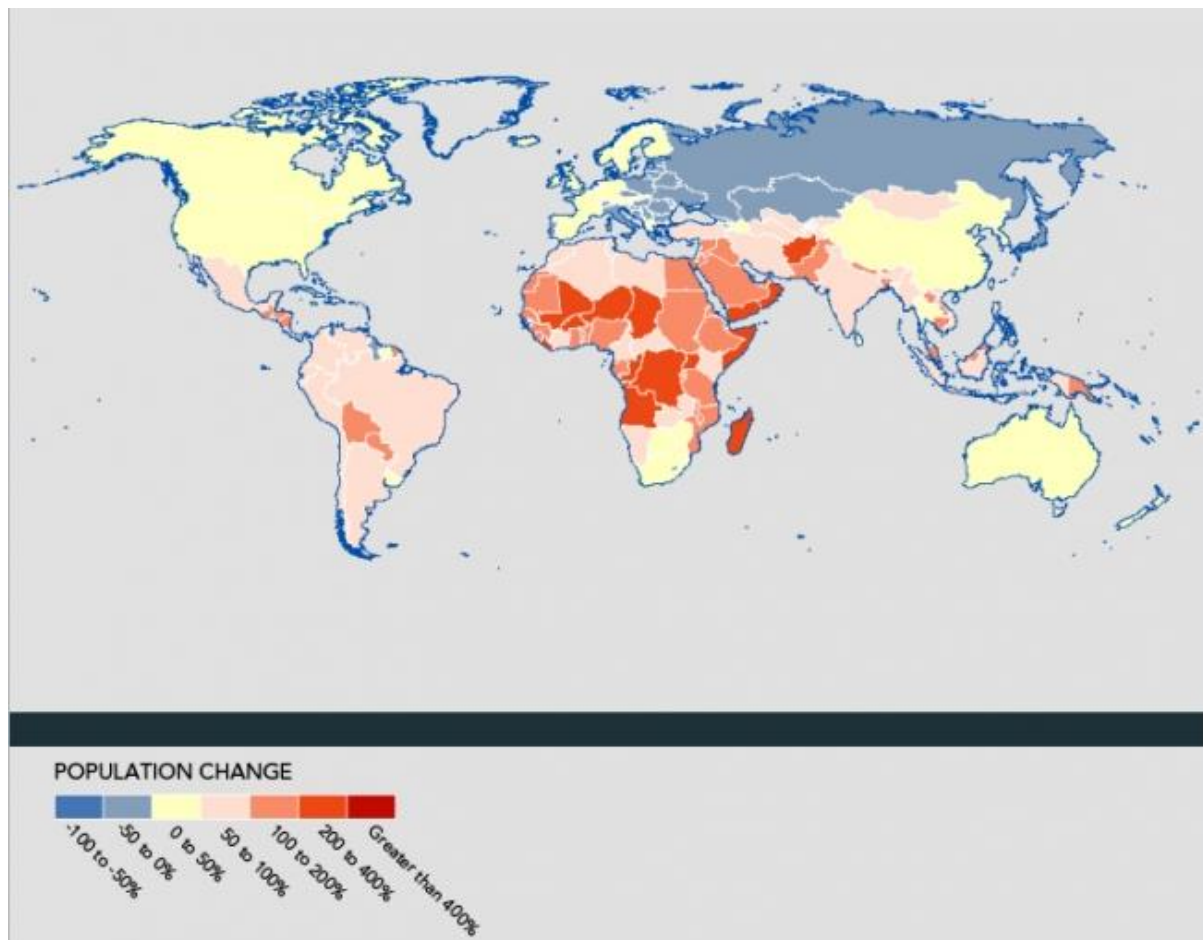 POPULATION CHANGE
-100 to -50%
-50 to 0%
0 to 50%
50 to 100%
100 to 200%
200 to 400%
Greater than 400%